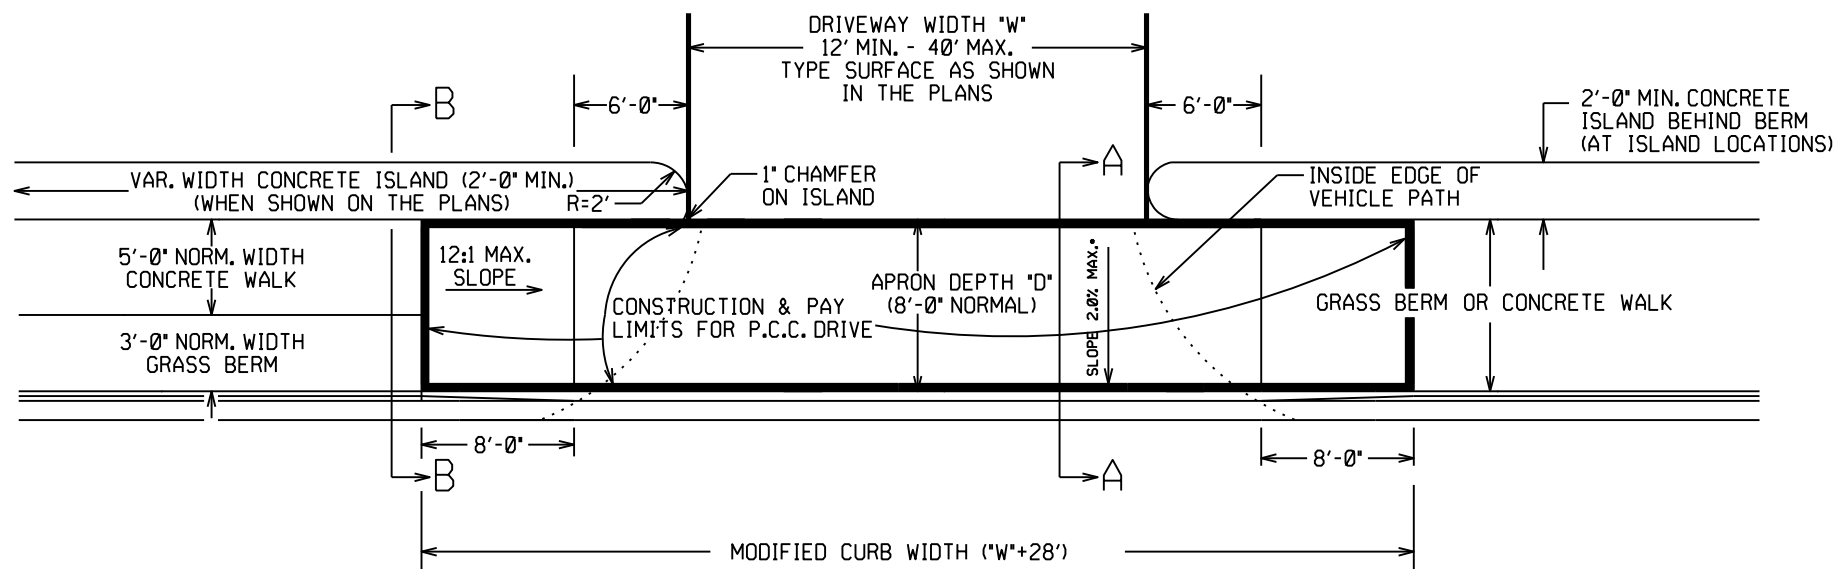 DRIVEWAY WIDTH "W"
12' MIN. - 40' MAX.
TYPE SURFACE AS SHOWN
IN THE PLANS
B
6'-0"
6'-0"
2'-0" MIN. CONCRETE
ISLAND BEHIND BERM
(AT ISLAND LOCATIONS)
VAR. WIDTH CONCRETE ISLAND (2'-0" MIN.)
(WHEN SHOWN ON THE PLANS)
R=2'
1" CHAMFER
ON ISLAND
A
INSIDE EDGE OF
VEHICLE PATH
5'-0" NORM. WIDTH
CONCRETE WALK
12:1 MAX.
SLOPE
CONSTRUCTION & PAY
LIMITS FOR P.C.C. DRIVE
APRON DEPTH "D"
(8'-0" NORMAL)
SLOPE 2.0% MAX.*
GRASS BERM OR CONCRETE WALK
3'-0" NORM. WIDTH
GRASS BERM
8'-0"
8'-0"
B
A
MODIFIED CURB WIDTH ("W"+28')